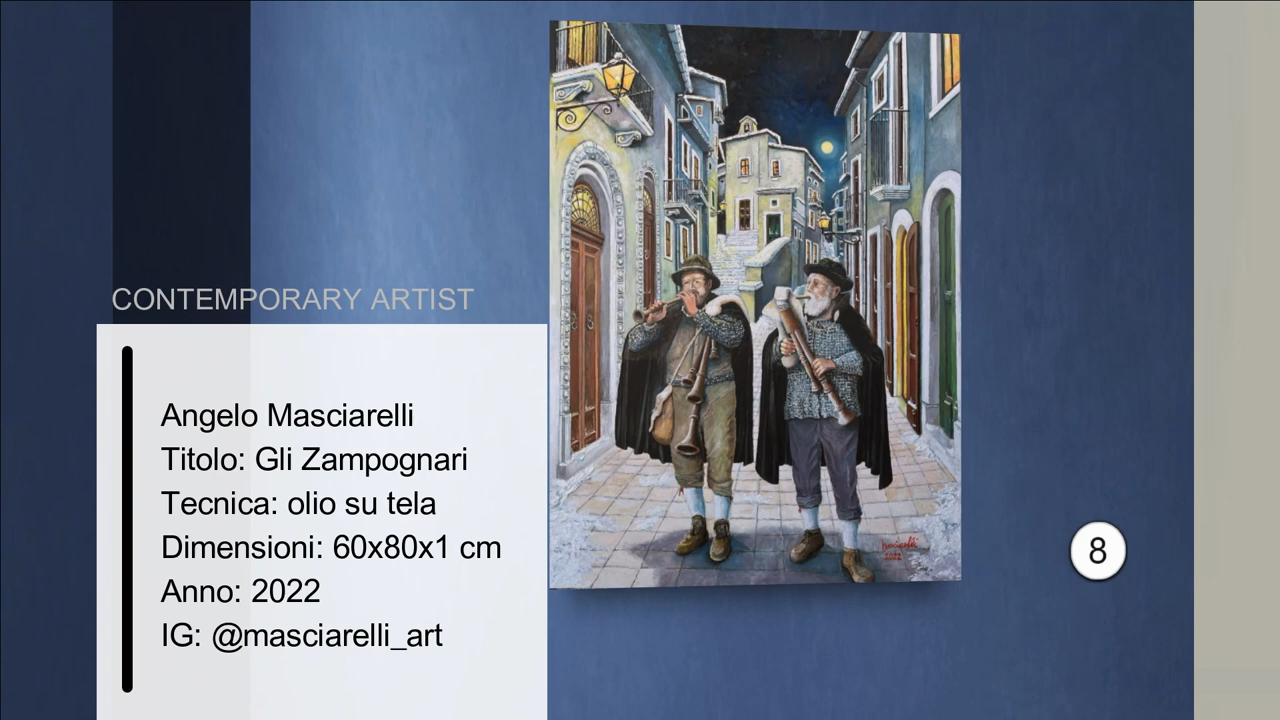 CONTEMPORARY ARTIST
Angelo Masciarelli
Titolo: Gli Zampognari
Tecnica: olio su tela
Dimensioni: 60x80x1 cm
Anno: 2022
IG: @masciarelli_art
2022
8